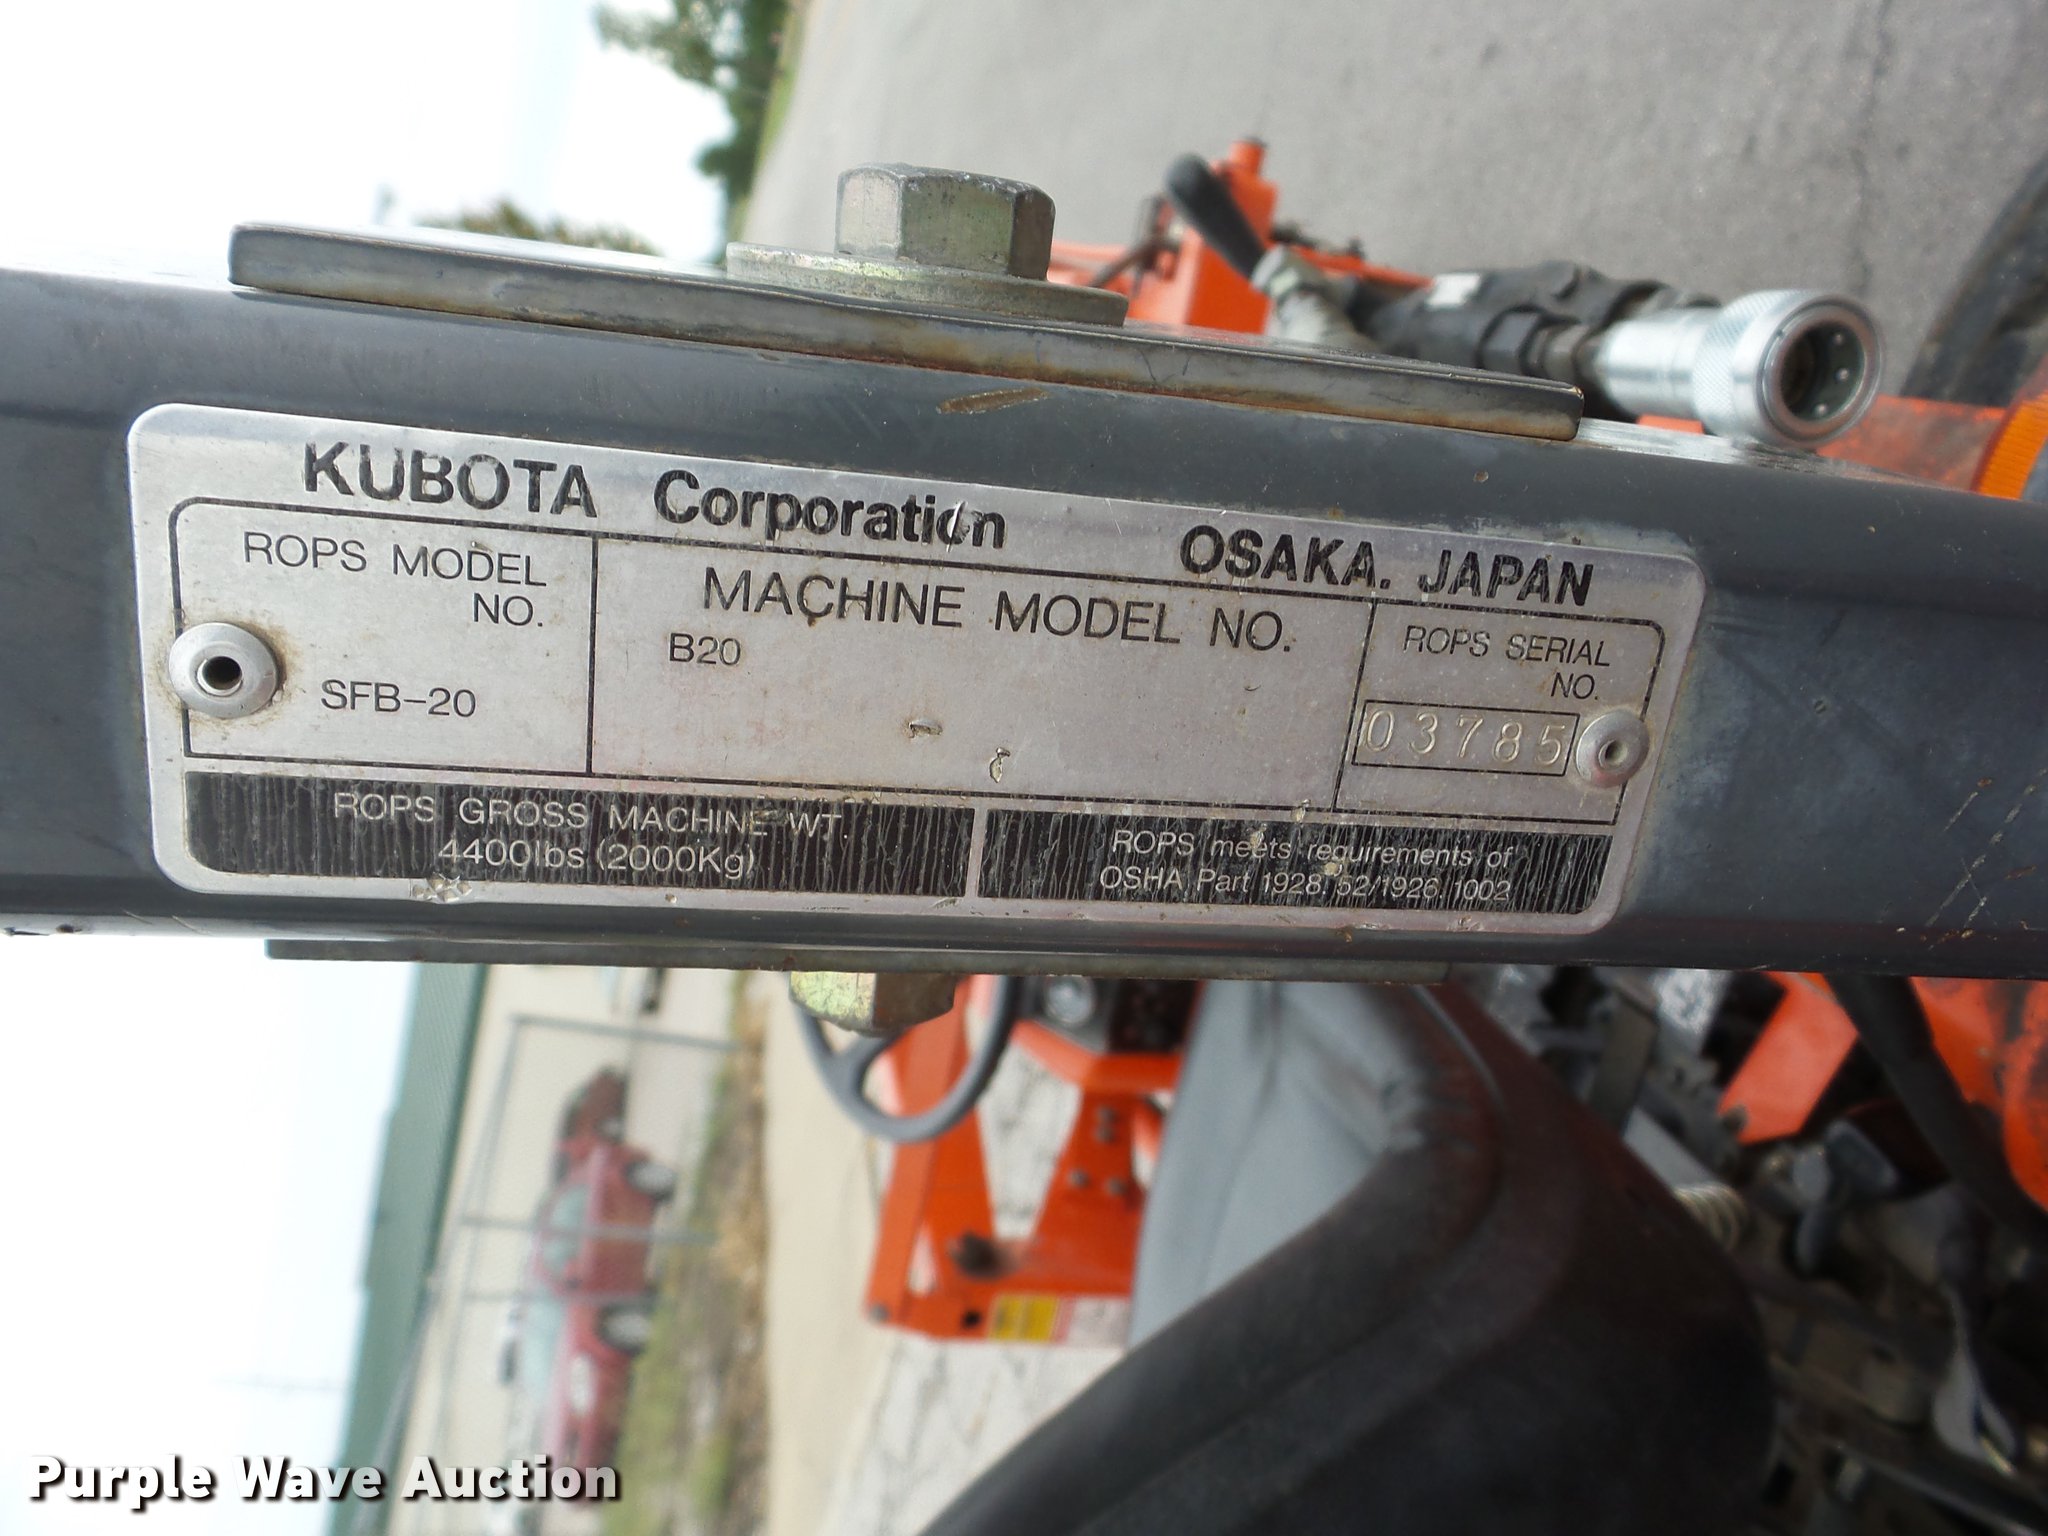 KUBOTA Corporation OSAKA. JAPAN
ROPS MODEL
NO.
SFB-20
MACHINE MODEL NO.
B20
ROPS SERIAL
NO.
03785
ROPS GROSS MACHINE WT.
4400lbs (2000Kg)
ROPS meets requirements of
OSHA Part 1928. 52/1926. 1002
Purple Wave Auction